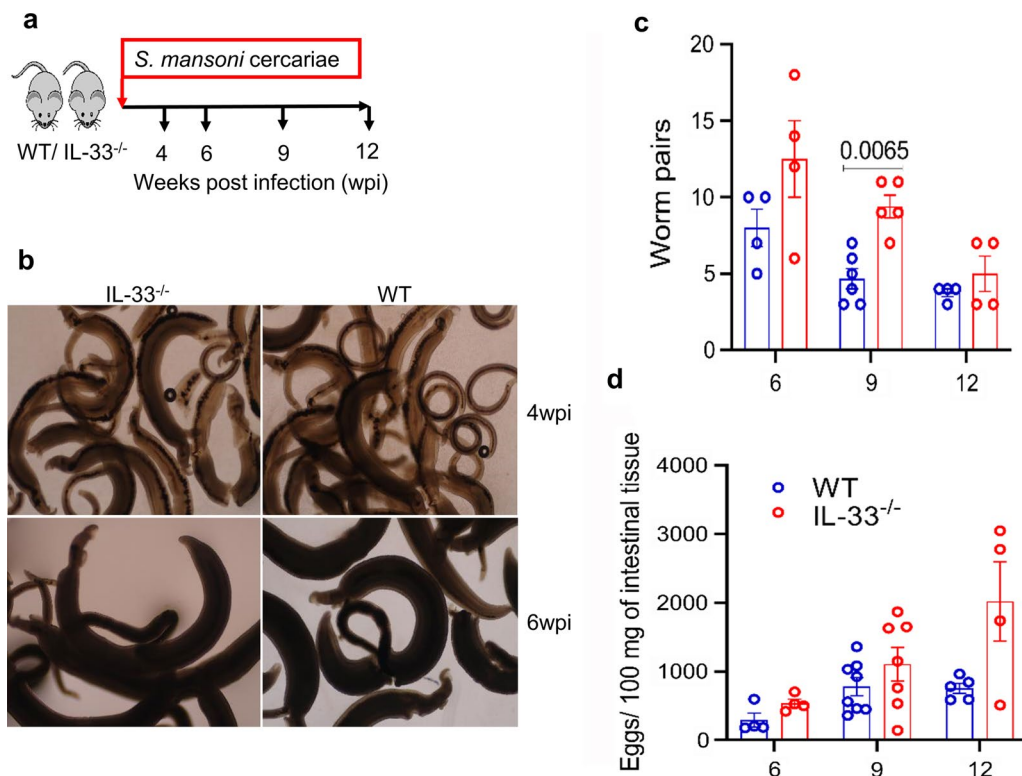 a
S. mansoni cercariae
WT/ IL-33-/-
4 6 9 12
Weeks post infection (wpi)
b
IL-33-/- WT
4wpi
6wpi
c
Worm pairs
20
15
10
5
0
0.0065
6 9 12
d
Eggs/ 100 mg of intestinal tissue
4000
3000
2000
1000
0
WT
IL-33-/-
6 9 12